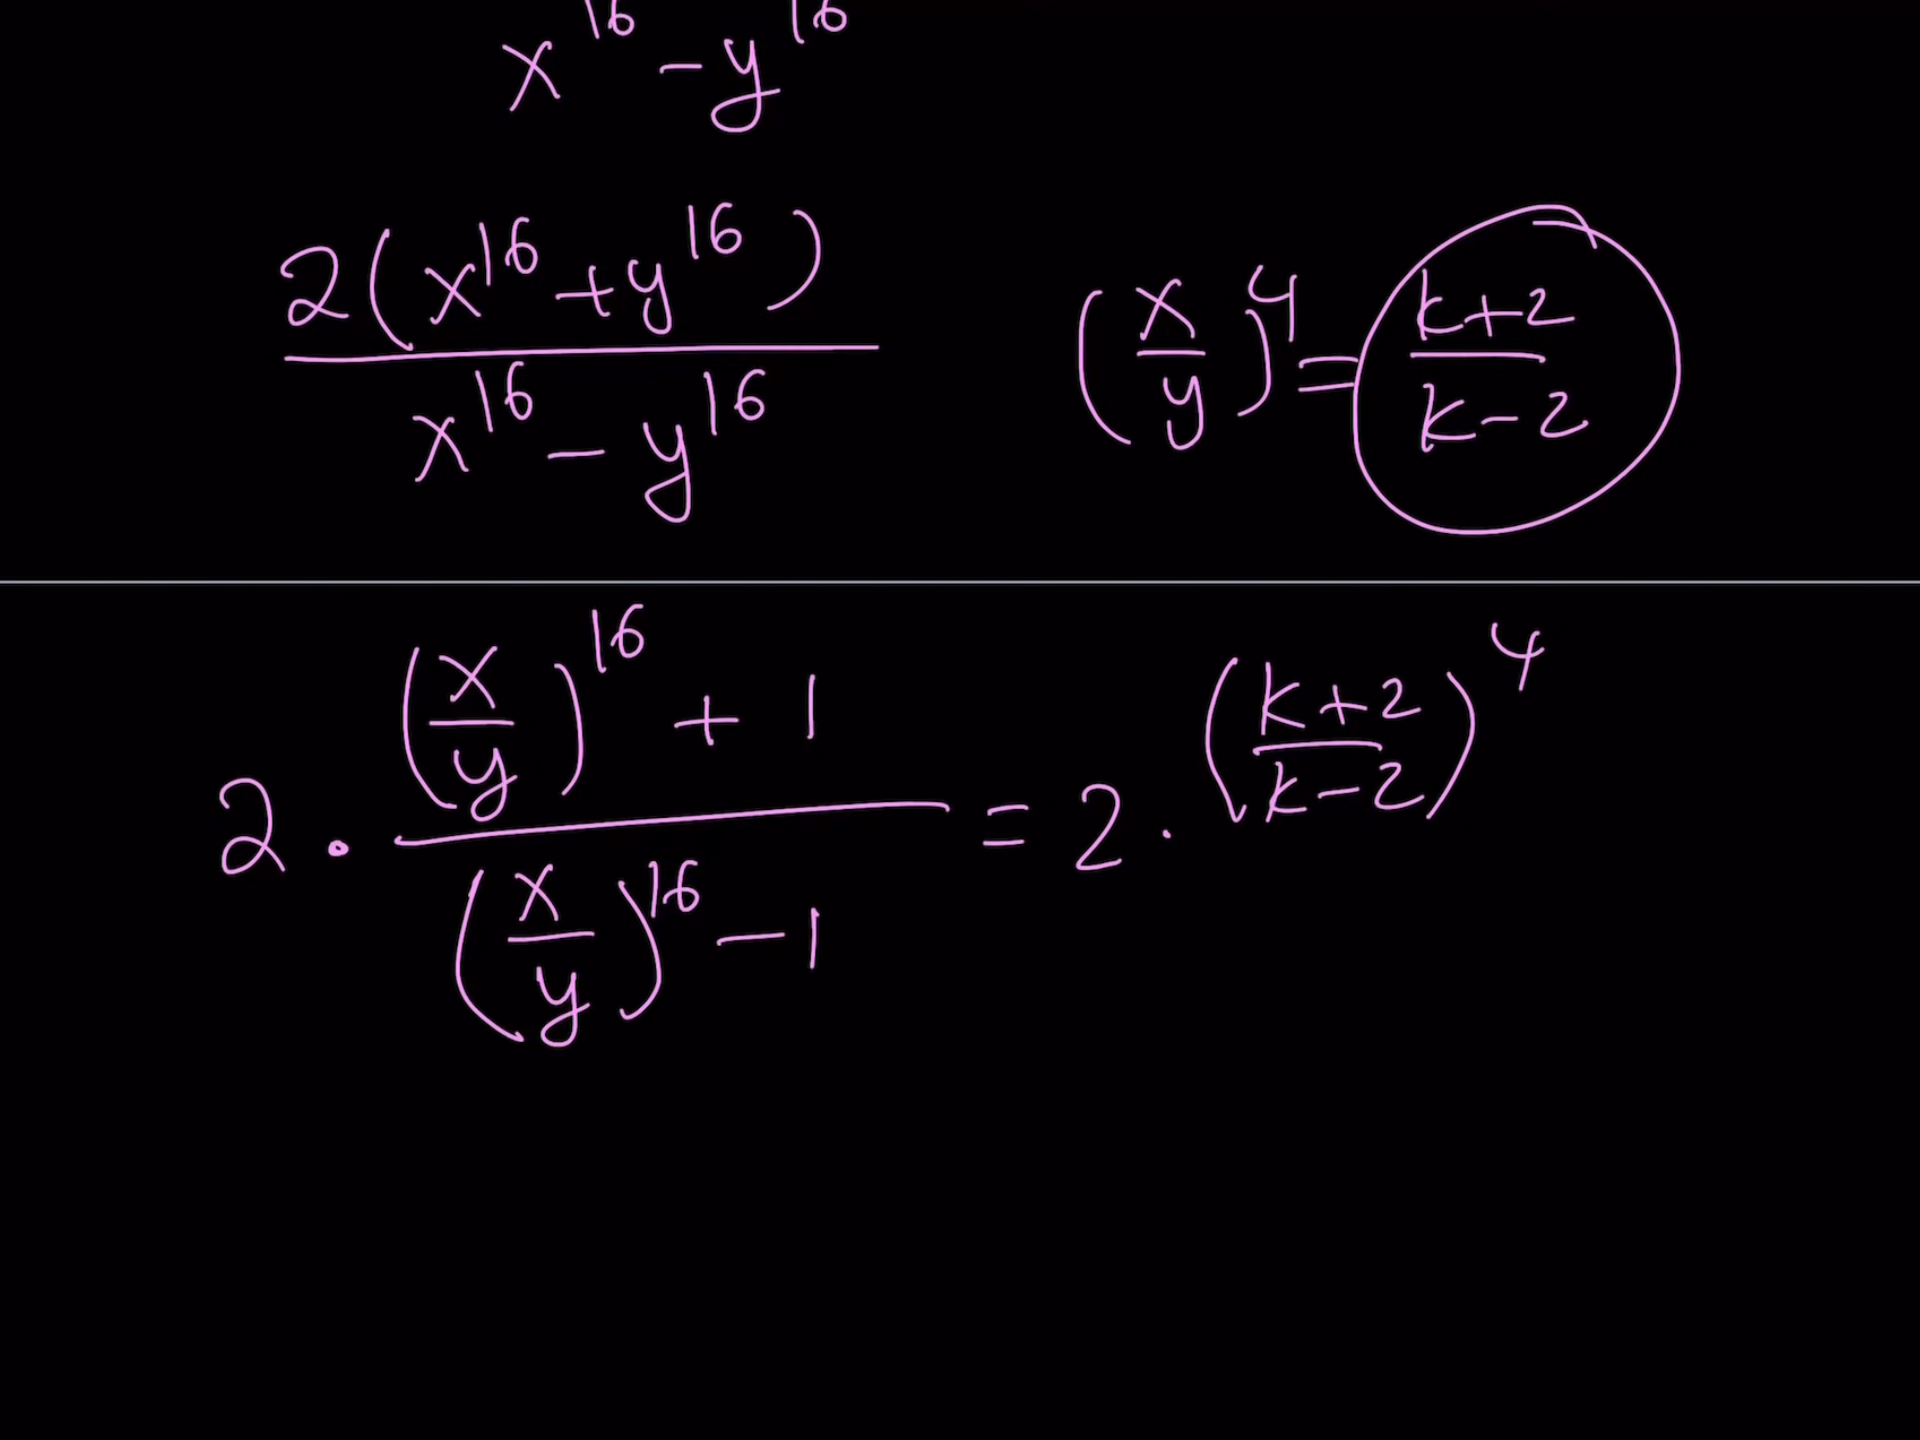 x^16 - y^16
2(x^16 + y^16) / (x^16 - y^16)
(x/y)^4 = (k+2)/(k-2)
2 · ((x/y)^16 + 1) / ((x/y)^16 - 1) = 2 · ((k+2)/(k-2))^4